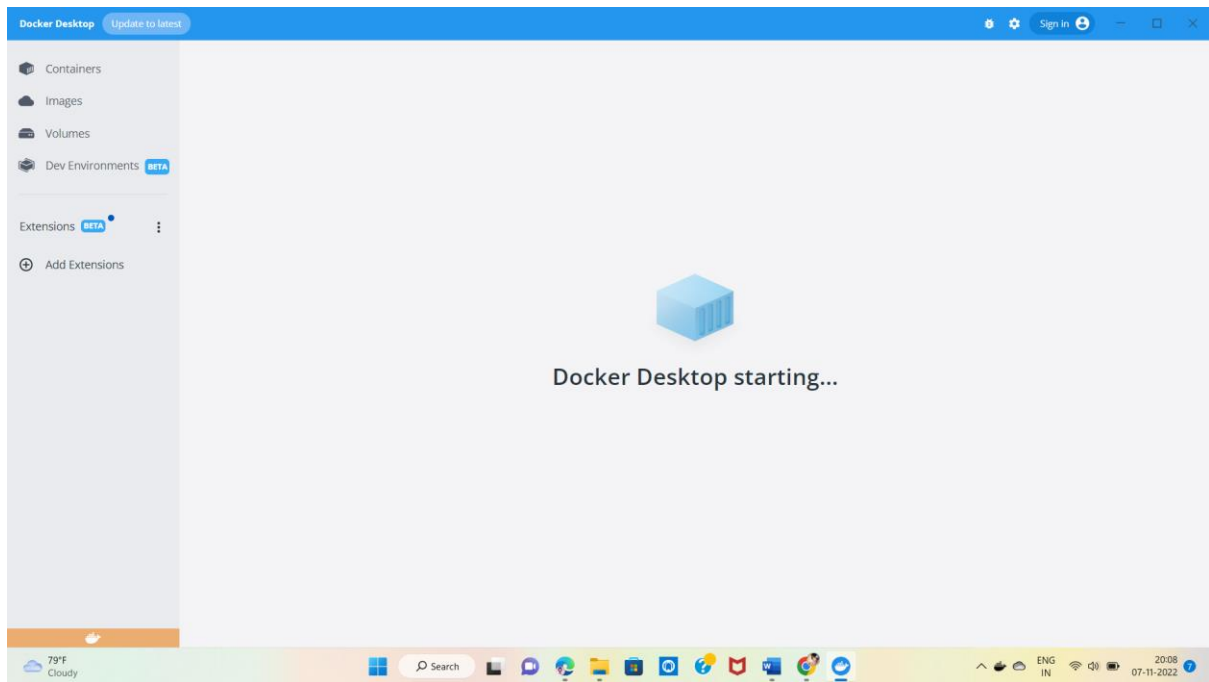 Docker Desktop Update to latest
Sign in
Containers
Images
Volumes
Dev Environments BETA
Extensions BETA
Add Extensions
Docker Desktop starting...
79°F
Cloudy
Search
ENG
IN
20:08
07-11-2022
7